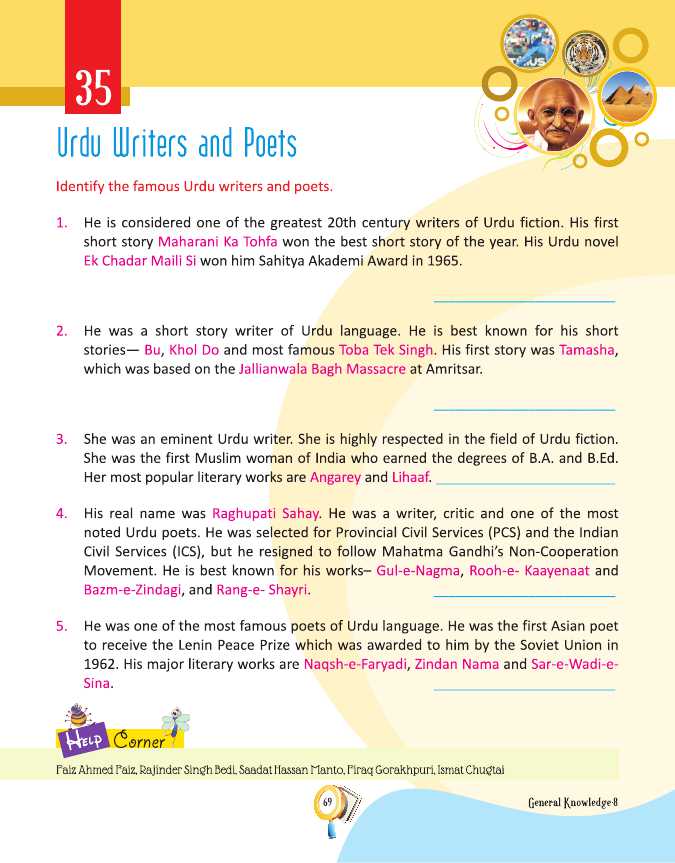 35
Urdu Writers and Poets
Identify the famous Urdu writers and poets.
1. He is considered one of the greatest 20th century writers of Urdu fiction. His first
short story Maharani Ka Tohfa won the best short story of the year. His Urdu novel
Ek Chadar Maili Si won him Sahitya Akademi Award in 1965.
2. He was a short story writer of Urdu language. He is best known for his short
stories— Bu, Khol Do and most famous Toba Tek Singh. His first story was Tamasha,
which was based on the Jallianwala Bagh Massacre at Amritsar.
3. She was an eminent Urdu writer. She is highly respected in the field of Urdu fiction.
She was the first Muslim woman of India who earned the degrees of B.A. and B.Ed.
Her most popular literary works are Angarey and Lihaaf.
4. His real name was Raghupati Sahay. He was a writer, critic and one of the most
noted Urdu poets. He was selected for Provincial Civil Services (PCS) and the Indian
Civil Services (ICS), but he resigned to follow Mahatma Gandhi's Non-Cooperation
Movement. He is best known for his works– Gul-e-Nagma, Rooh-e- Kaayenaat and
Bazm-e-Zindagi, and Rang-e- Shayri.
5. He was one of the most famous poets of Urdu language. He was the first Asian poet
to receive the Lenin Peace Prize which was awarded to him by the Soviet Union in
1962. His major literary works are Naqsh-e-Faryadi, Zindan Nama and Sar-e-Wadi-e-
Sina.
HELP Corner
Faiz Ahmed Faiz, Rajinder Singh Bedi, Saadat Hassan Manto, Firaq Gorakhpuri, Ismat Chugtai
69
General Knowledge-8